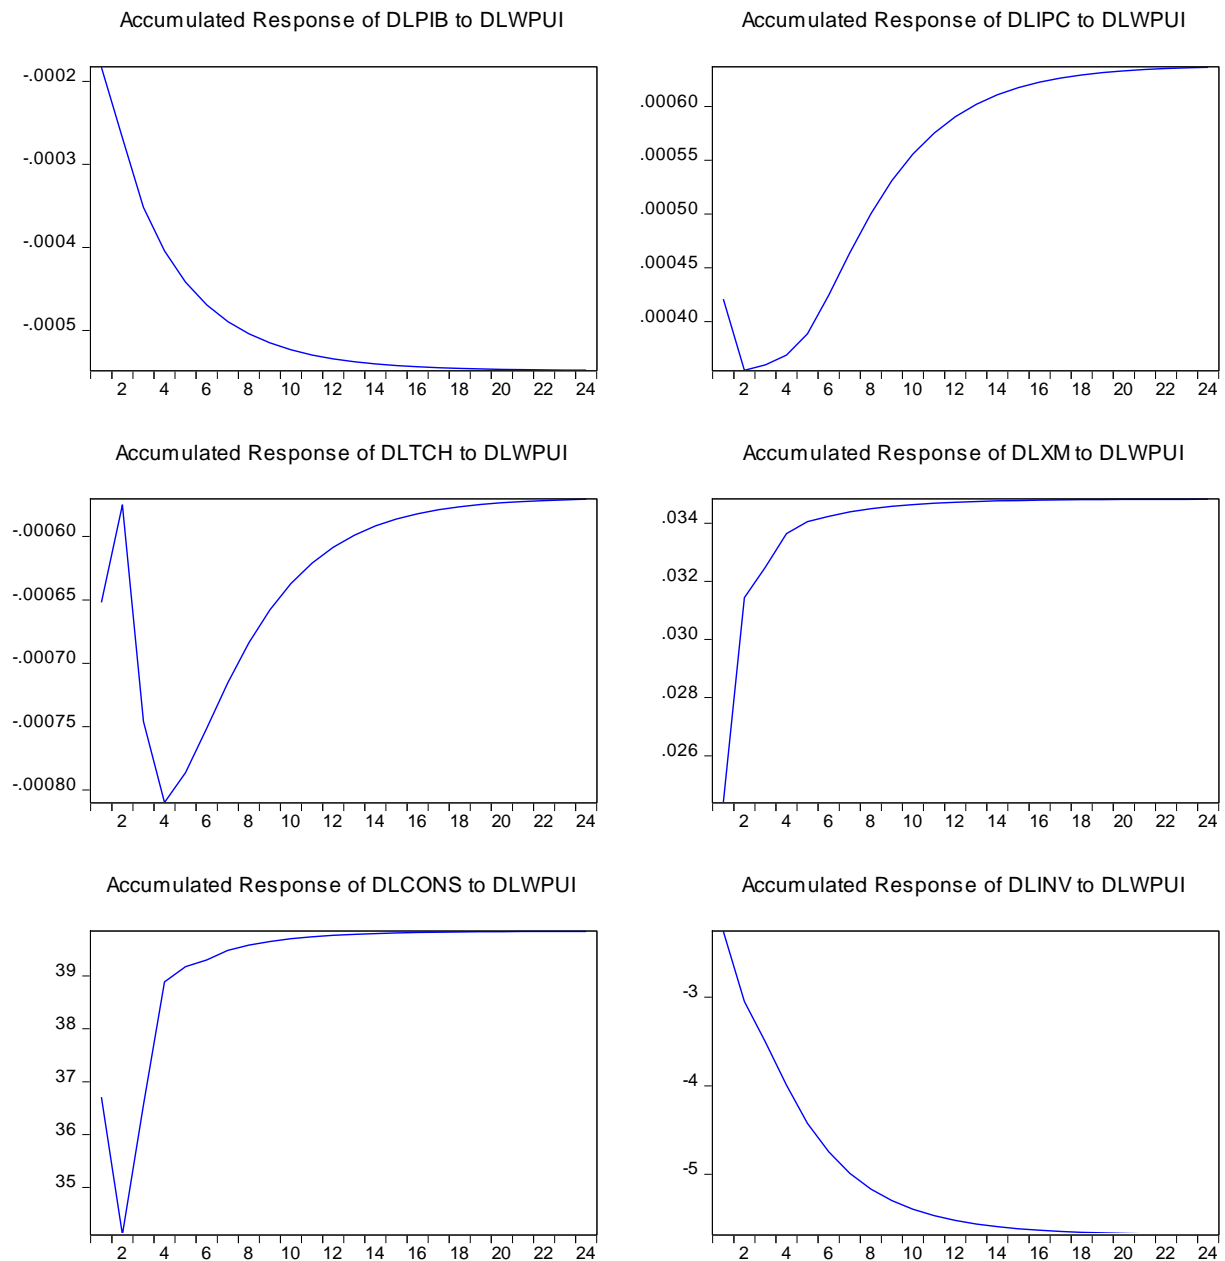 Accumulated Response of DLPIB to DLWPUI
-.0002
-.0003
-.0004
-.0005
2 4 6 8 10 12 14 16 18 20 22 24
Accumulated Response of DLIPC to DLWPUI
.00060
.00055
.00050
.00045
.00040
2 4 6 8 10 12 14 16 18 20 22 24
Accumulated Response of DLTCH to DLWPUI
-.00060
-.00065
-.00070
-.00075
-.00080
2 4 6 8 10 12 14 16 18 20 22 24
Accumulated Response of DLXM to DLWPUI
.034
.032
.030
.028
.026
2 4 6 8 10 12 14 16 18 20 22 24
Accumulated Response of DLCONS to DLWPUI
39
38
37
36
35
2 4 6 8 10 12 14 16 18 20 22 24
Accumulated Response of DLINV to DLWPUI
-3
-4
-5
2 4 6 8 10 12 14 16 18 20 22 24